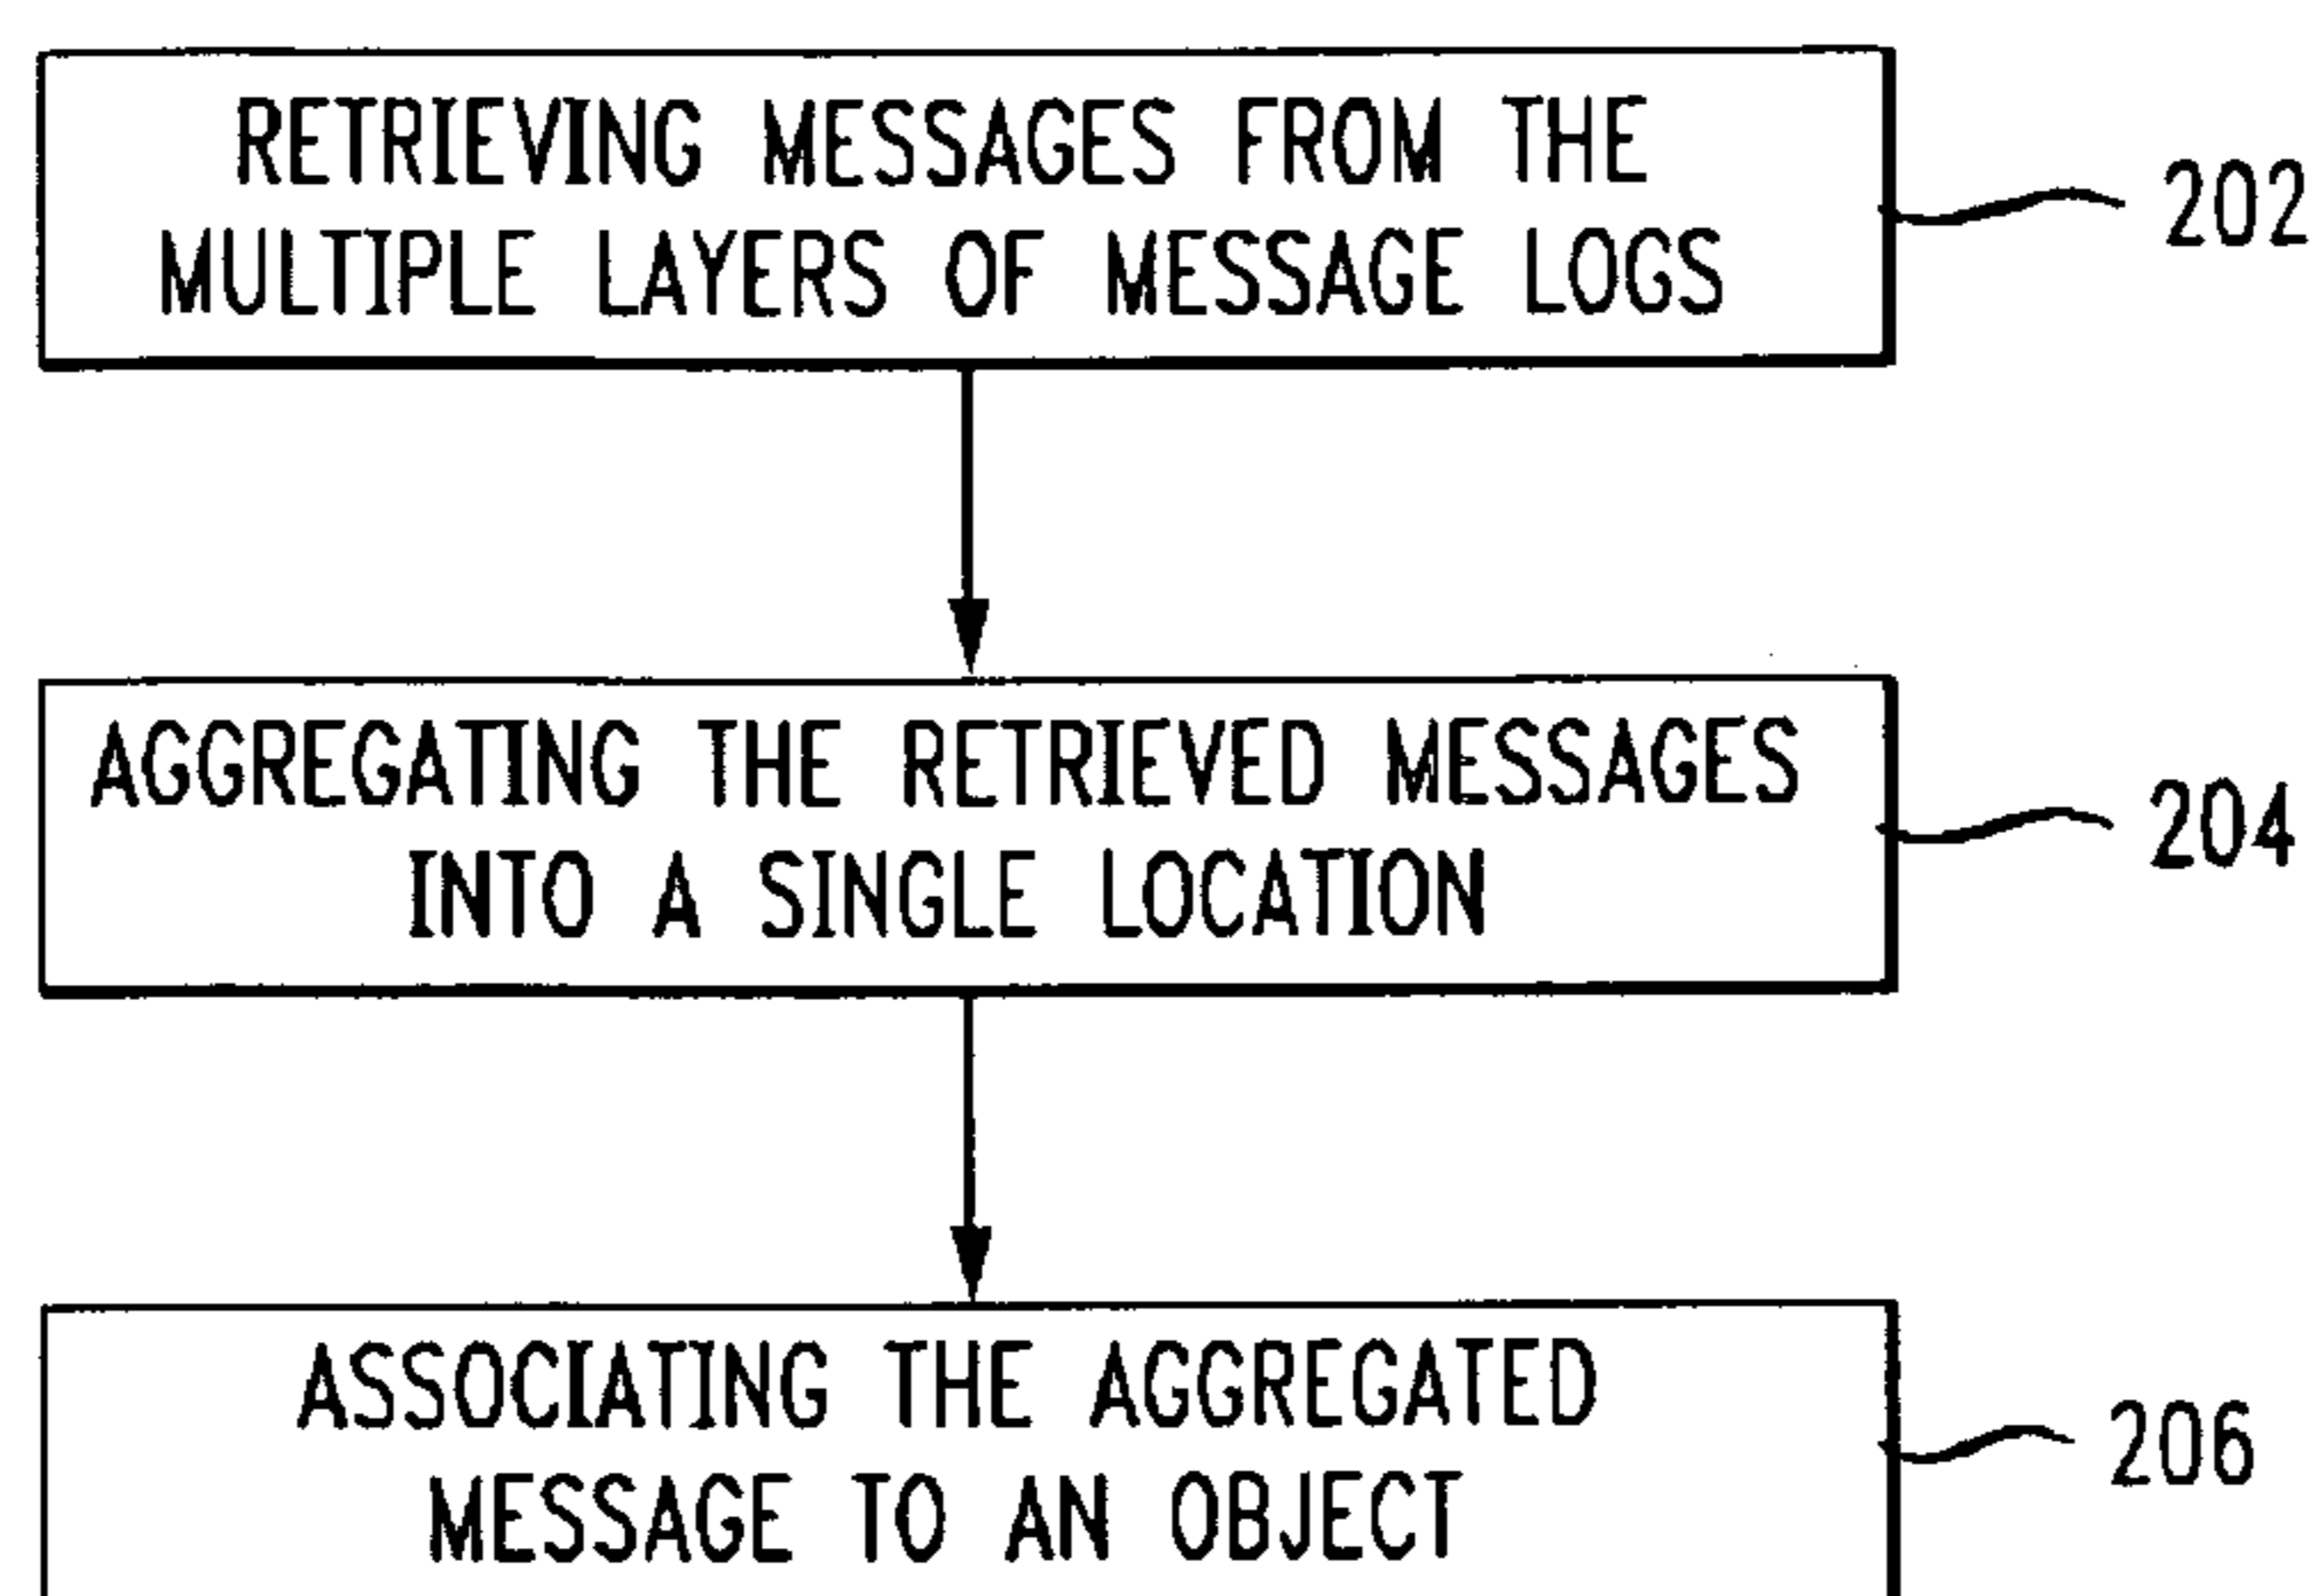 RETRIEVING MESSAGES FROM THE
MULTIPLE LAYERS OF MESSAGE LOGS
202
AGGREGATING THE RETRIEVED MESSAGES
INTO A SINGLE LOCATION
204
ASSOCIATING THE AGGREGATED
MESSAGE TO AN OBJECT
206